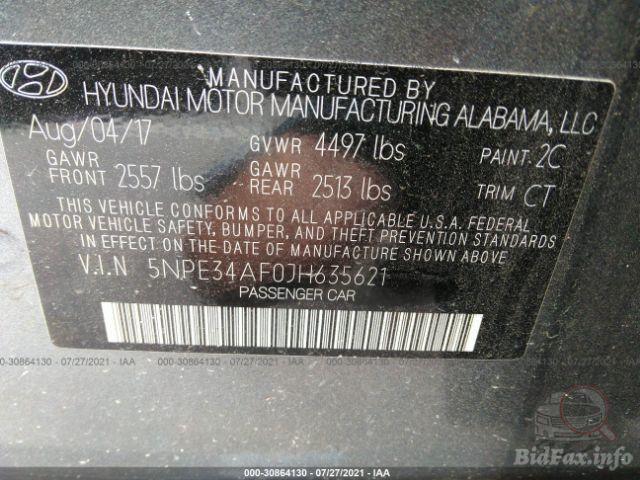 MANUFACTURED BY
HYUNDAI MOTOR MANUFACTURING ALABAMA, LLC
Aug/04/17 GVWR 4497 lbs PAINT: 2C
GAWR FRONT 2557 lbs GAWR REAR 2513 lbs TRIM CT
THIS VEHICLE CONFORMS TO ALL APPLICABLE U.S.A. FEDERAL
MOTOR VEHICLE SAFETY, BUMPER, AND THEFT PREVENTION STANDARDS
IN EFFECT ON THE DATE OF MANUFACTURE SHOWN ABOVE
V.I.N 5NPE34AF0JH635621
PASSENGER CAR
000-30864130 - 07/27/2021 - IAA
000-30864130 - 07/27/2021 - IAA
BidFax.info